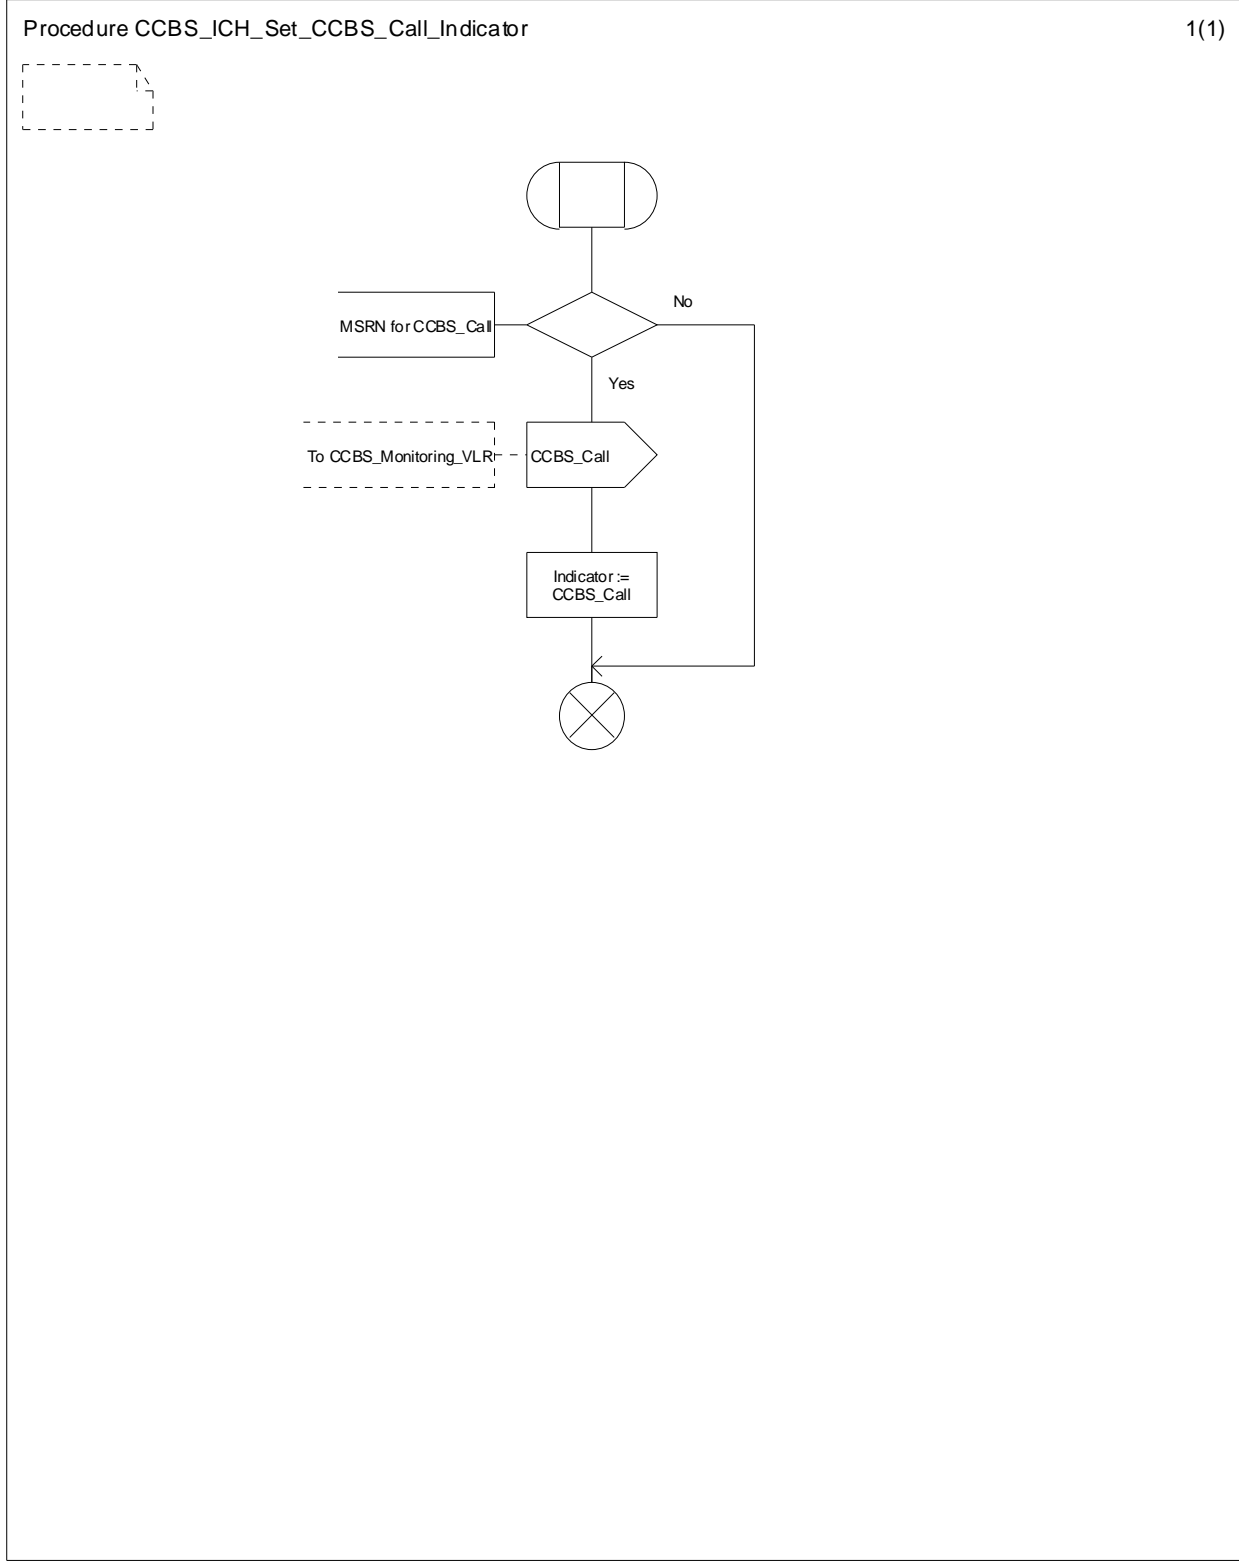 Procedure CCBS_ICH_Set_CCBS_Call_Indicator
1(1)
No
MSRN for CCBS_Call
Yes
To CCBS_Monitoring_VLR
CCBS_Call
Indicator :=
CCBS_Call